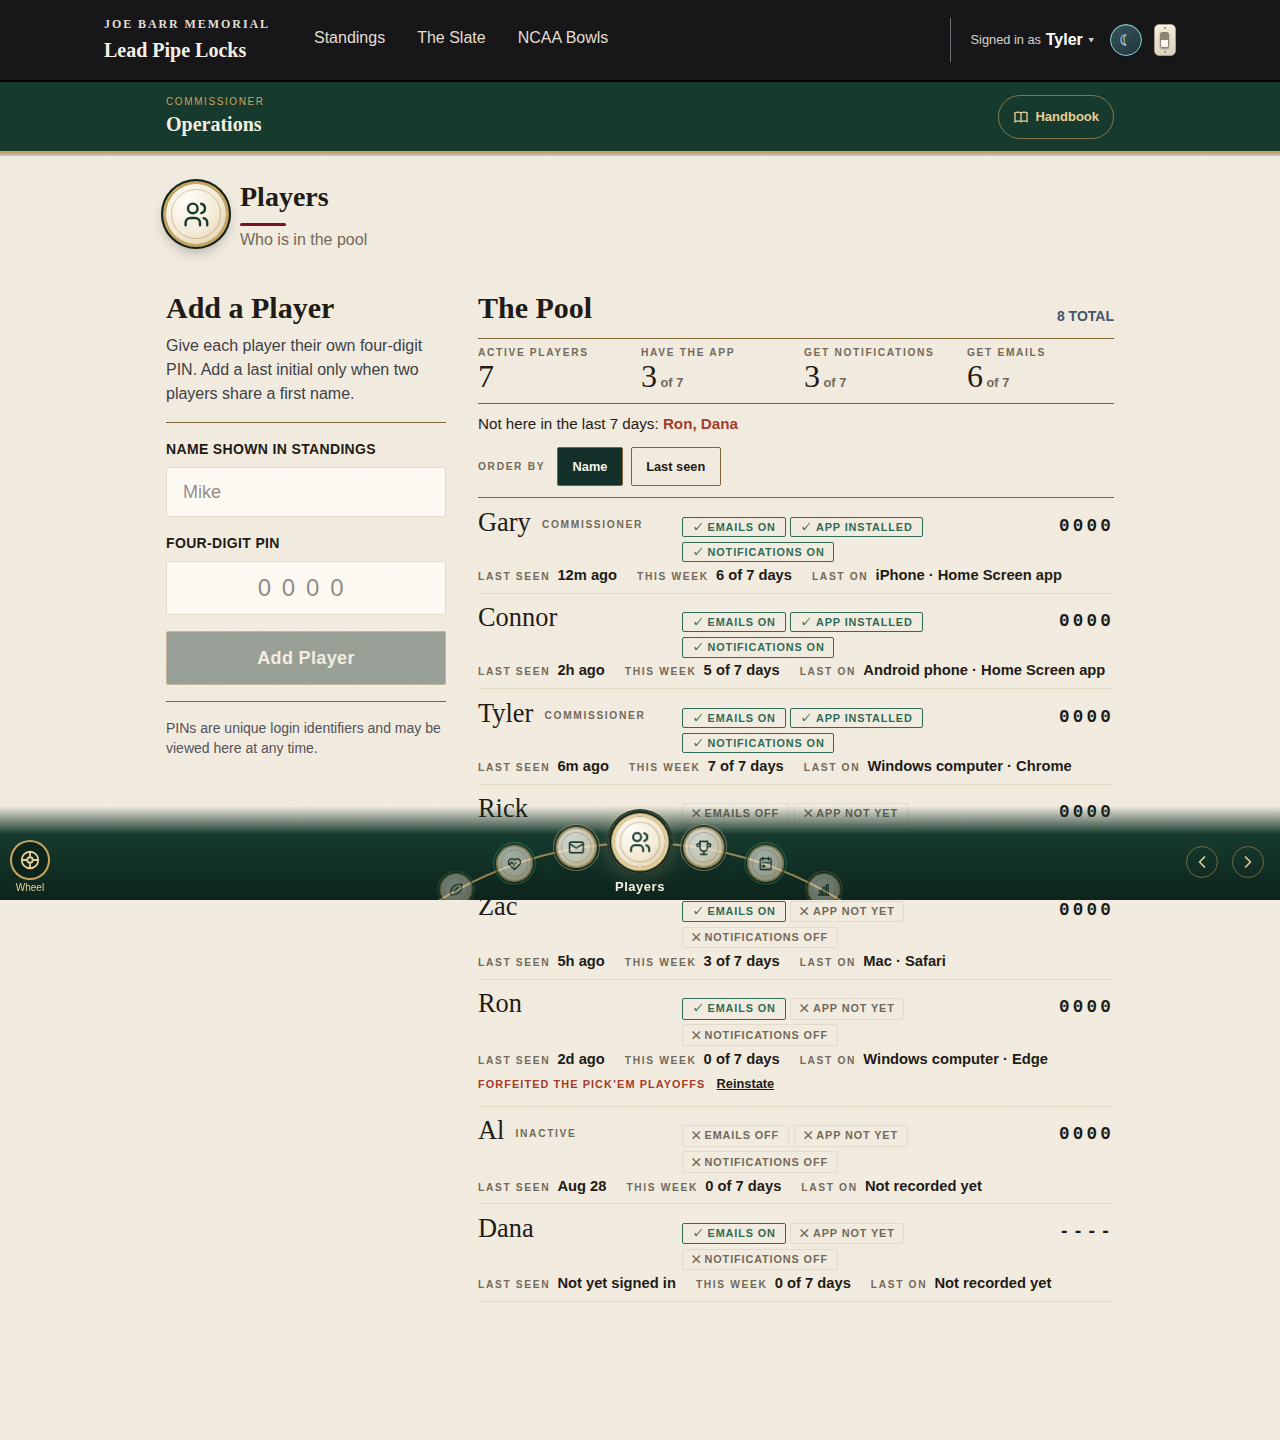 JOE BARR MEMORIAL
Lead Pipe Locks
Standings The Slate NCAA Bowls
Signed in as Tyler
COMMISSIONER
Operations
Handbook
Players
Who is in the pool
Add a Player
Give each player their own four-digit
PIN. Add a last initial only when two
players share a first name.
NAME SHOWN IN STANDINGS
Mike
FOUR-DIGIT PIN
0000
Add Player
PINs are unique login identifiers and may be
viewed here at any time.
The Pool
8 TOTAL
ACTIVE PLAYERS HAVE THE APP GET NOTIFICATIONS GET EMAILS
7 3 of 7 3 of 7 6 of 7
Not here in the last 7 days: Ron, Dana
ORDER BY Name Last seen
Gary COMMISSIONER ✓ EMAILS ON ✓ APP INSTALLED 0000
✓ NOTIFICATIONS ON
LAST SEEN 12m ago THIS WEEK 6 of 7 days LAST ON iPhone · Home Screen app
Connor ✓ EMAILS ON ✓ APP INSTALLED 0000
✓ NOTIFICATIONS ON
LAST SEEN 2h ago THIS WEEK 5 of 7 days LAST ON Android phone · Home Screen app
Tyler COMMISSIONER ✓ EMAILS ON ✓ APP INSTALLED 0000
✓ NOTIFICATIONS ON
LAST SEEN 6m ago THIS WEEK 7 of 7 days LAST ON Windows computer · Chrome
Rick ✕ EMAILS OFF ✕ APP NOT YET 0000
Wheel
Players
Zac ✓ EMAILS ON ✕ APP NOT YET 0000
✕ NOTIFICATIONS OFF
LAST SEEN 5h ago THIS WEEK 3 of 7 days LAST ON Mac · Safari
Ron ✓ EMAILS ON ✕ APP NOT YET 0000
✕ NOTIFICATIONS OFF
LAST SEEN 2d ago THIS WEEK 0 of 7 days LAST ON Windows computer · Edge
FORFEITED THE PICK'EM PLAYOFFS Reinstate
Al INACTIVE ✕ EMAILS OFF ✕ APP NOT YET 0000
✕ NOTIFICATIONS OFF
LAST SEEN Aug 28 THIS WEEK 0 of 7 days LAST ON Not recorded yet
Dana ✓ EMAILS ON ✕ APP NOT YET ----
✕ NOTIFICATIONS OFF
LAST SEEN Not yet signed in THIS WEEK 0 of 7 days LAST ON Not recorded yet